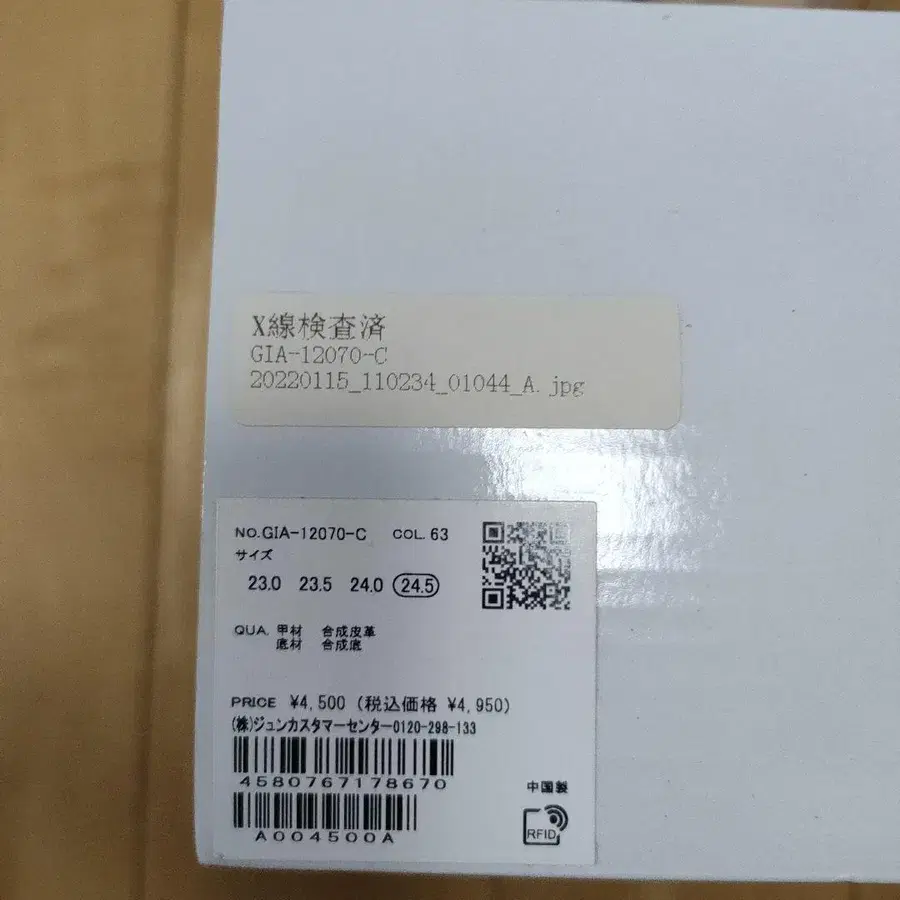 X線検査済
GIA-12070-C
20220115_110234_01044_A.jpg
NO.GIA-12070-C COL.63
サイズ
23.0 23.5 24.0 24.5
QUA. 甲材 合成皮革
底材 合成底
PRICE ¥4,500 (税込価格 ¥4,950)
(株)ジュンカスタマーセンター0120-298-133
4580767178670
中国製
A004500A
RFID